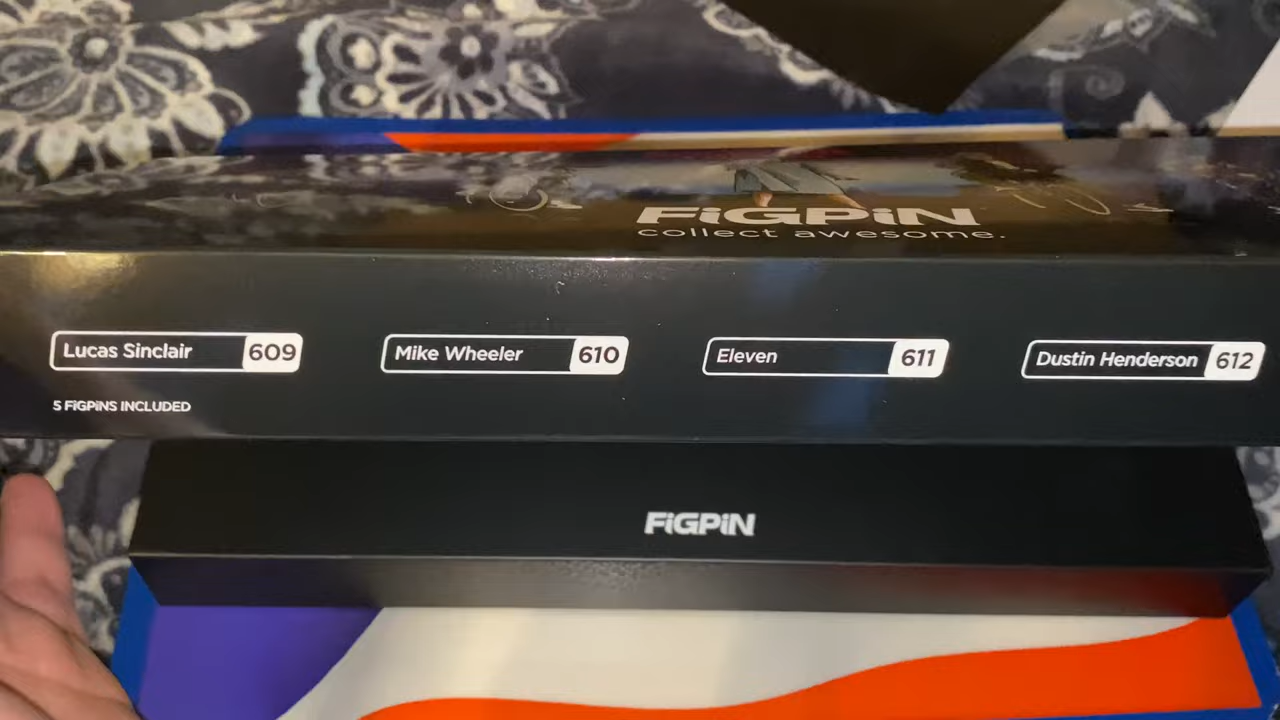 FiGPiN
collect awesome.
Lucas Sinclair 609
Mike Wheeler 610
Eleven 611
Dustin Henderson 612
5 FiGPiNS INCLUDED
FiGPiN